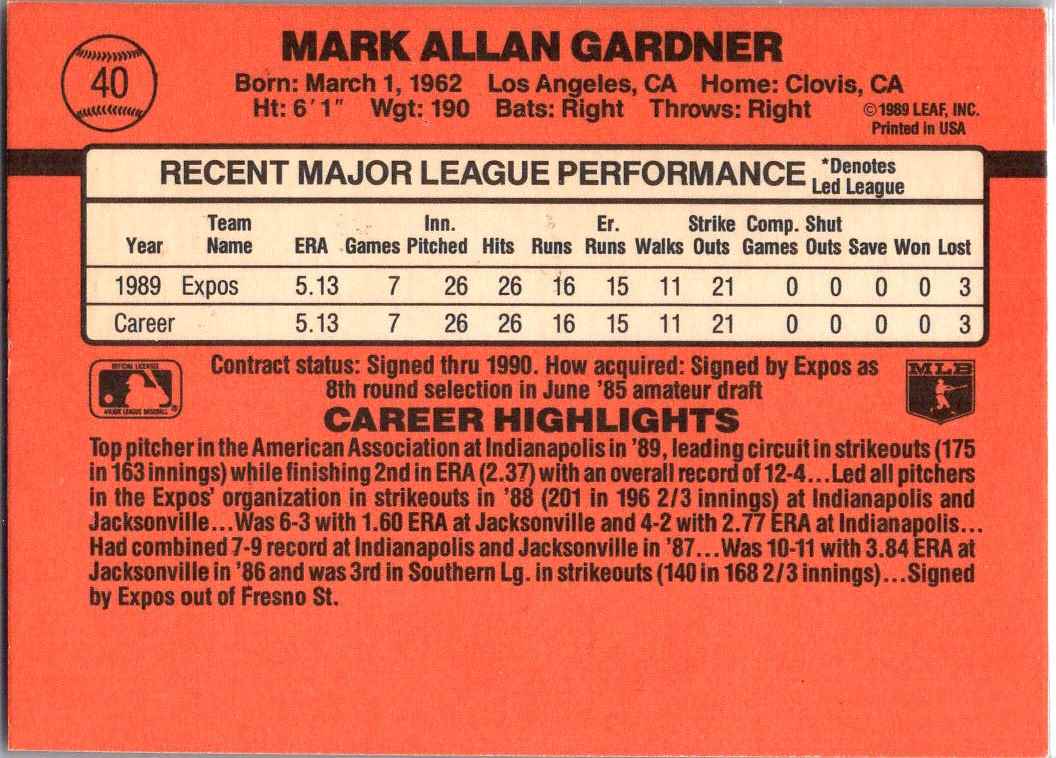 40
MARK ALLAN GARDNER
Born: March 1, 1962 Los Angeles, CA Home: Clovis, CA
Ht: 6' 1" Wgt: 190 Bats: Right Throws: Right
©1989 LEAF, INC.
Printed in USA
RECENT MAJOR LEAGUE PERFORMANCE *Denotes
Led League
Team Inn. Er. Strike Comp. Shut
Year Name ERA Games Pitched Hits Runs Runs Walks Outs Games Outs Save Won Lost
1989 Expos 5.13 7 26 26 16 15 11 21 0 0 0 0 3
Career 5.13 7 26 26 16 15 11 21 0 0 0 0 3
OFFICIAL LICENSEE
MAJOR LEAGUE BASEBALL
®
MLB
Contract status: Signed thru 1990. How acquired: Signed by Expos as
8th round selection in June '85 amateur draft
CAREER HIGHLIGHTS
Top pitcher in the American Association at Indianapolis in '89, leading circuit in strikeouts (175
in 163 innings) while finishing 2nd in ERA (2.37) with an overall record of 12-4...Led all pitchers
in the Expos' organization in strikeouts in '88 (201 in 196 2/3 innings) at Indianapolis and
Jacksonville...Was 6-3 with 1.60 ERA at Jacksonville and 4-2 with 2.77 ERA at Indianapolis...
Had combined 7-9 record at Indianapolis and Jacksonville in '87...Was 10-11 with 3.84 ERA at
Jacksonville in '86 and was 3rd in Southern Lg. in strikeouts (140 in 168 2/3 innings)...Signed
by Expos out of Fresno St.